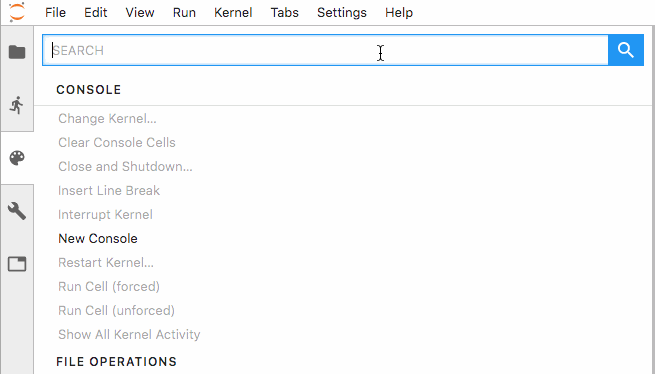 File Edit View Run Kernel Tabs Settings Help
SEARCH
CONSOLE
Change Kernel...
Clear Console Cells
Close and Shutdown...
Insert Line Break
Interrupt Kernel
New Console
Restart Kernel...
Run Cell (forced)
Run Cell (unforced)
Show All Kernel Activity
FILE OPERATIONS